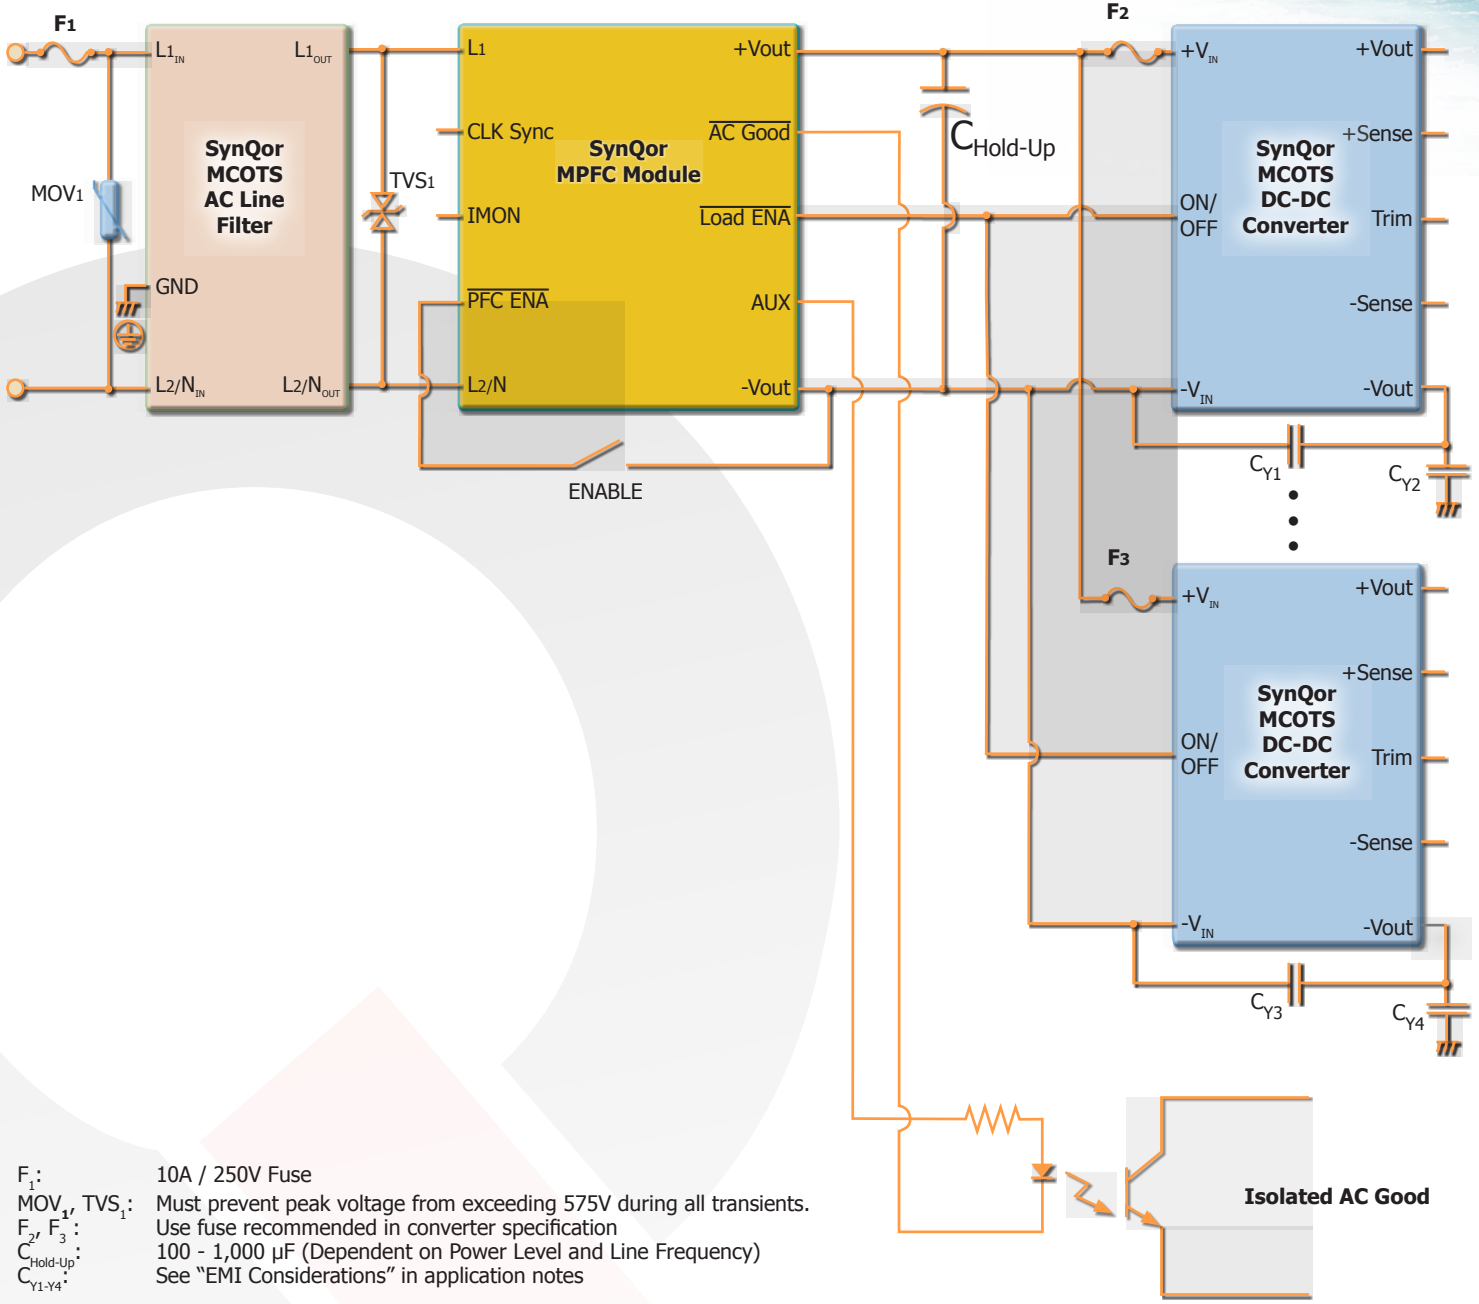 F1
L1IN
L1OUT
SynQor
MCOTS
AC Line
Filter
MOV1
GND
L2/NIN
L2/NOUT
TVS1
L1
+Vout
CLK Sync
AC Good
SynQor
MPFC Module
IMON
Load ENA
PFC ENA
AUX
L2/N
-Vout
ENABLE
CHold-Up
F2
+VIN
+Vout
+Sense
SynQor
MCOTS
DC-DC
Converter
ON/
OFF
Trim
-Sense
-VIN
-Vout
CY1
CY2
F3
+VIN
+Vout
+Sense
SynQor
MCOTS
DC-DC
Converter
ON/
OFF
Trim
-Sense
-VIN
-Vout
CY3
CY4
Isolated AC Good
F1: 10A / 250V Fuse
MOV1, TVS1: Must prevent peak voltage from exceeding 575V during all transients.
F2, F3 : Use fuse recommended in converter specification
CHold-Up: 100 - 1,000 µF (Dependent on Power Level and Line Frequency)
CY1-Y4: See “EMI Considerations” in application notes